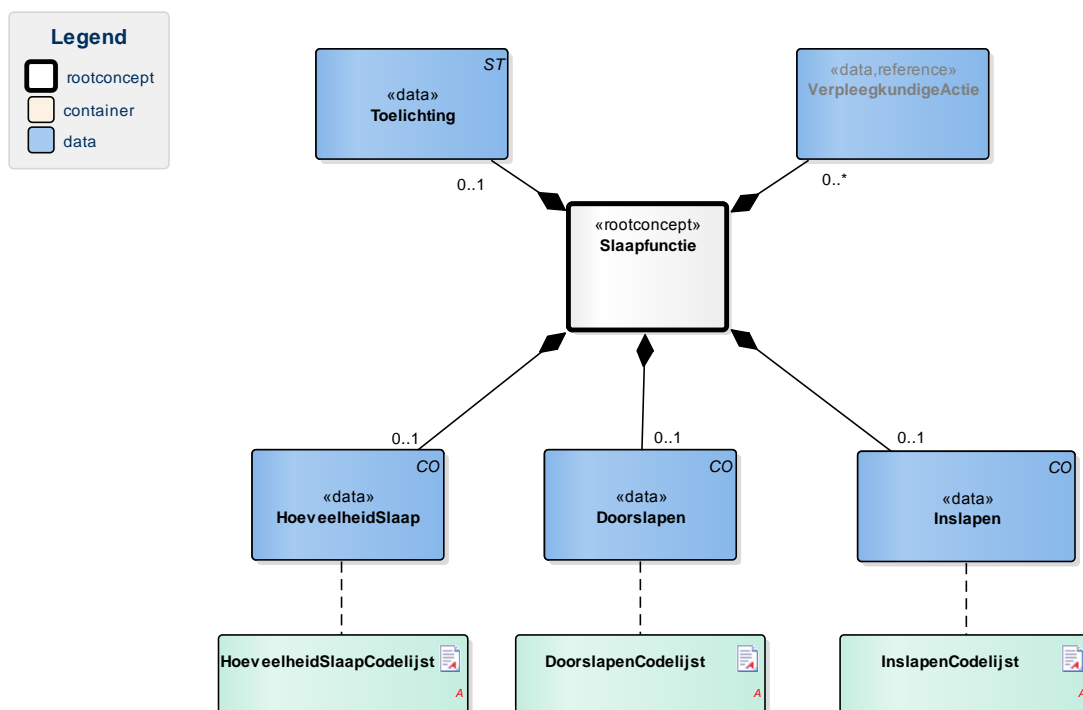 Legend
rootconcept
container
data
ST
«data»
Toelichting
«data,reference»
VerpleegkundigeActie
0..1
0..*
«rootconcept»
Slaapfunctie
0..1
0..1
0..1
CO
«data»
HoeveelheidSlaap
CO
«data»
Doorslapen
CO
«data»
Inslapen
HoeveelheidSlaapCodelijst
A
DoorslapenCodelijst
A
InslapenCodelijst
A